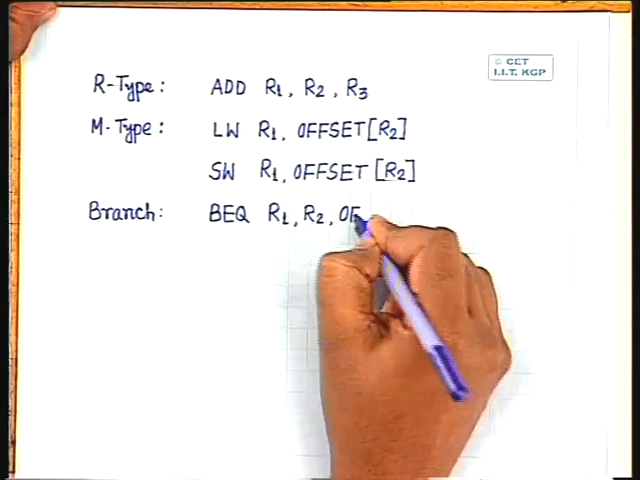 © CET
I.I.T. KGP
R-Type: ADD R1, R2, R3
M-Type: LW R1, OFFSET[R2]
SW R1, OFFSET[R2]
Branch: BEQ R1, R2, OF